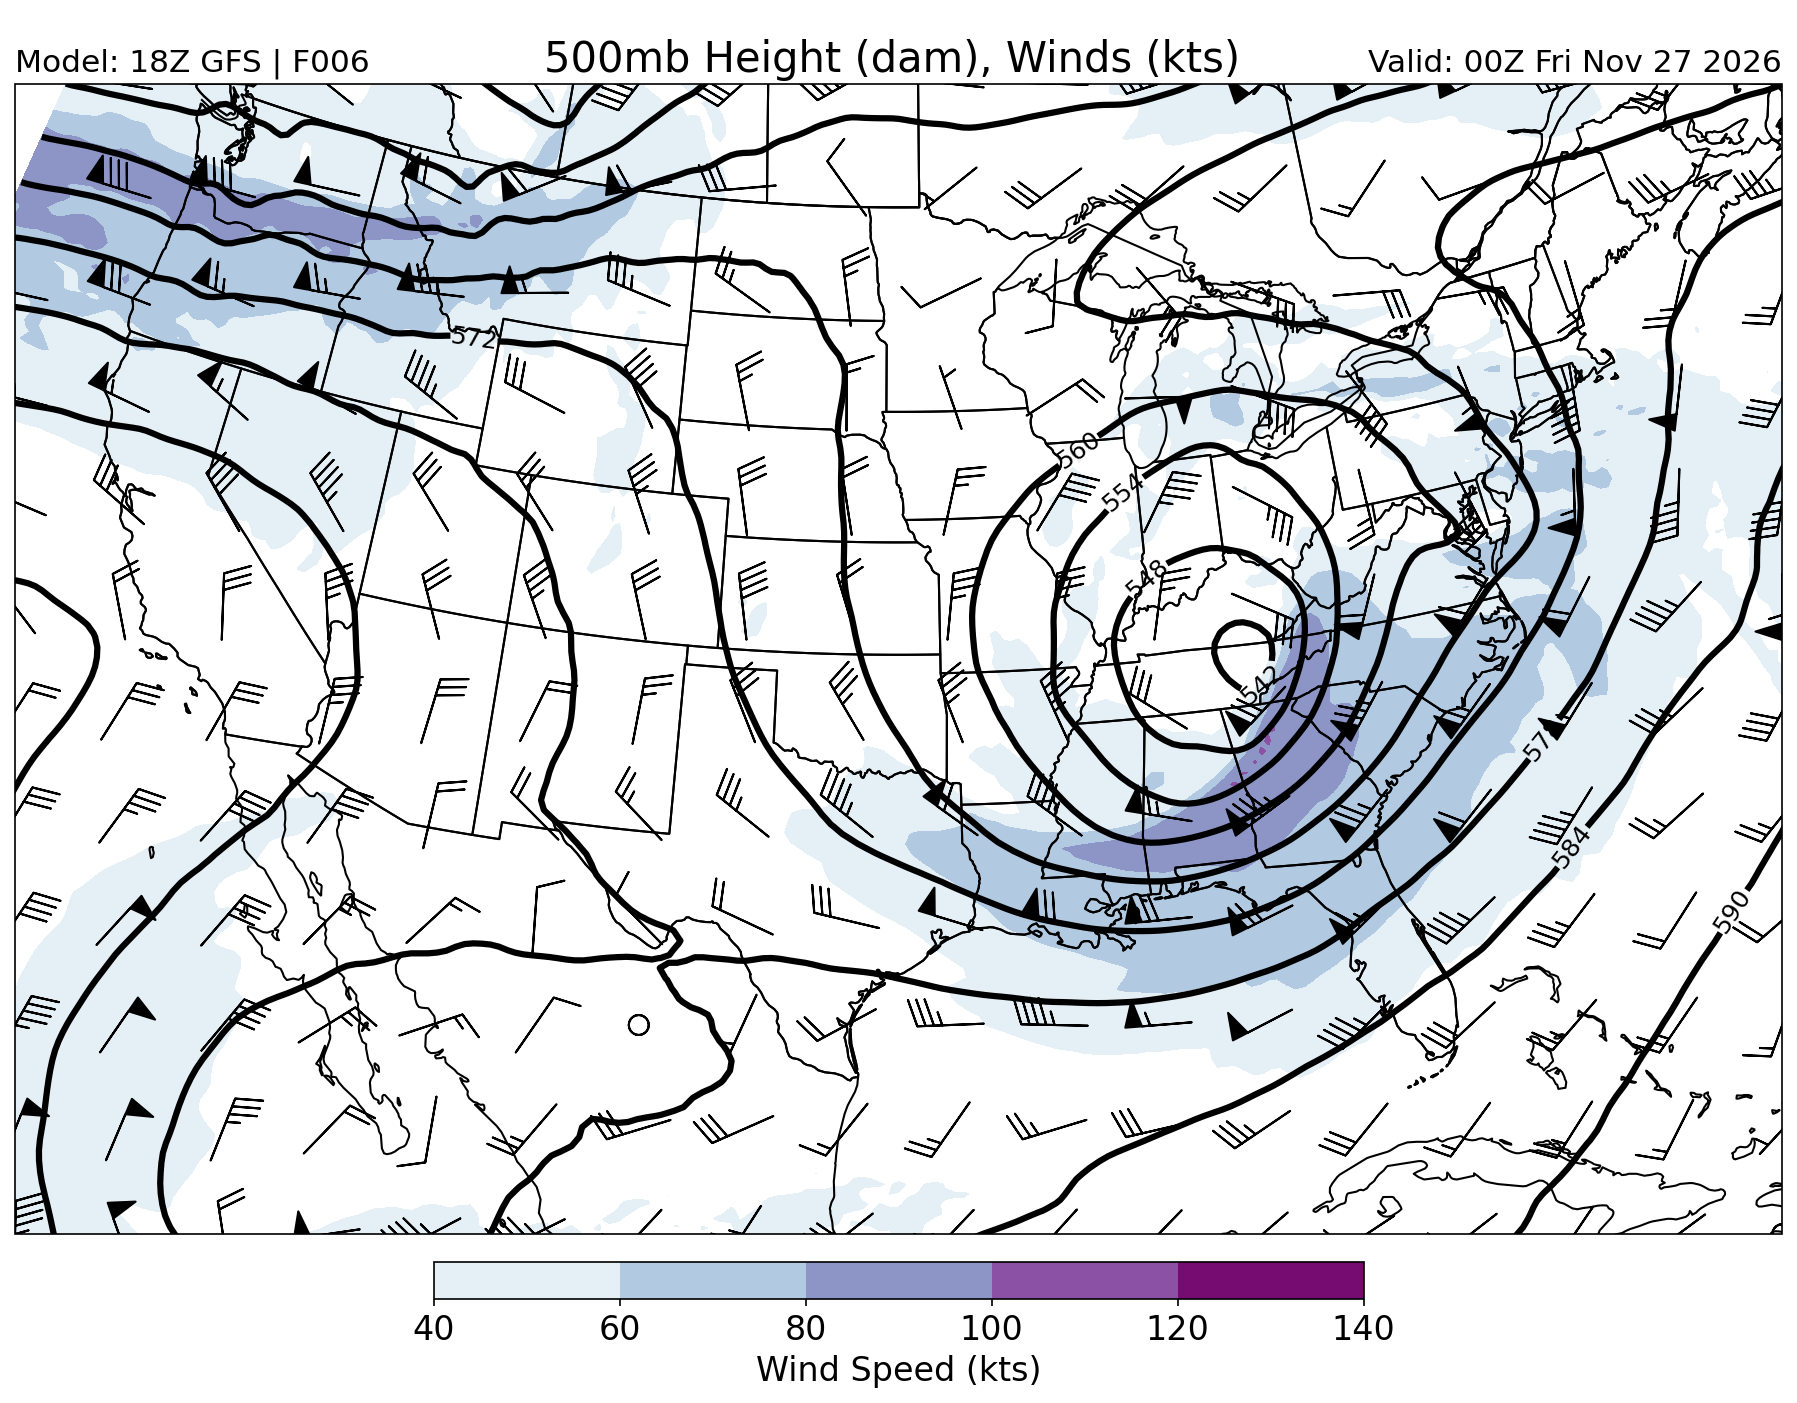 500mb Height (dam), Winds (kts)
Model: 18Z GFS | F006
Valid: 00Z Fri Nov 27 2026
572
560
554
548
542
584
590
40 60 80 100 120 140
Wind Speed (kts)